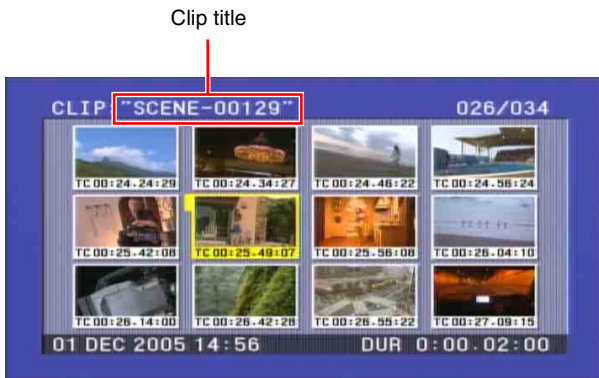 Clip title
CLIP:"SCENE-00129" 026/034
TC 00:24.24:29 TC 00:24.34:27 TC 00:24.46:22 TC 00:24.56:24
TC 00:25.42:08 TC 00:25.49:07 TC 00:25.56:08 TC 00:26.04:10
TC 00:26.14:00 TC 00:26.42:28 TC 00:26.55:22 TC 00:27.09:15
01 DEC 2005 14:56 DUR 0:00.02:00